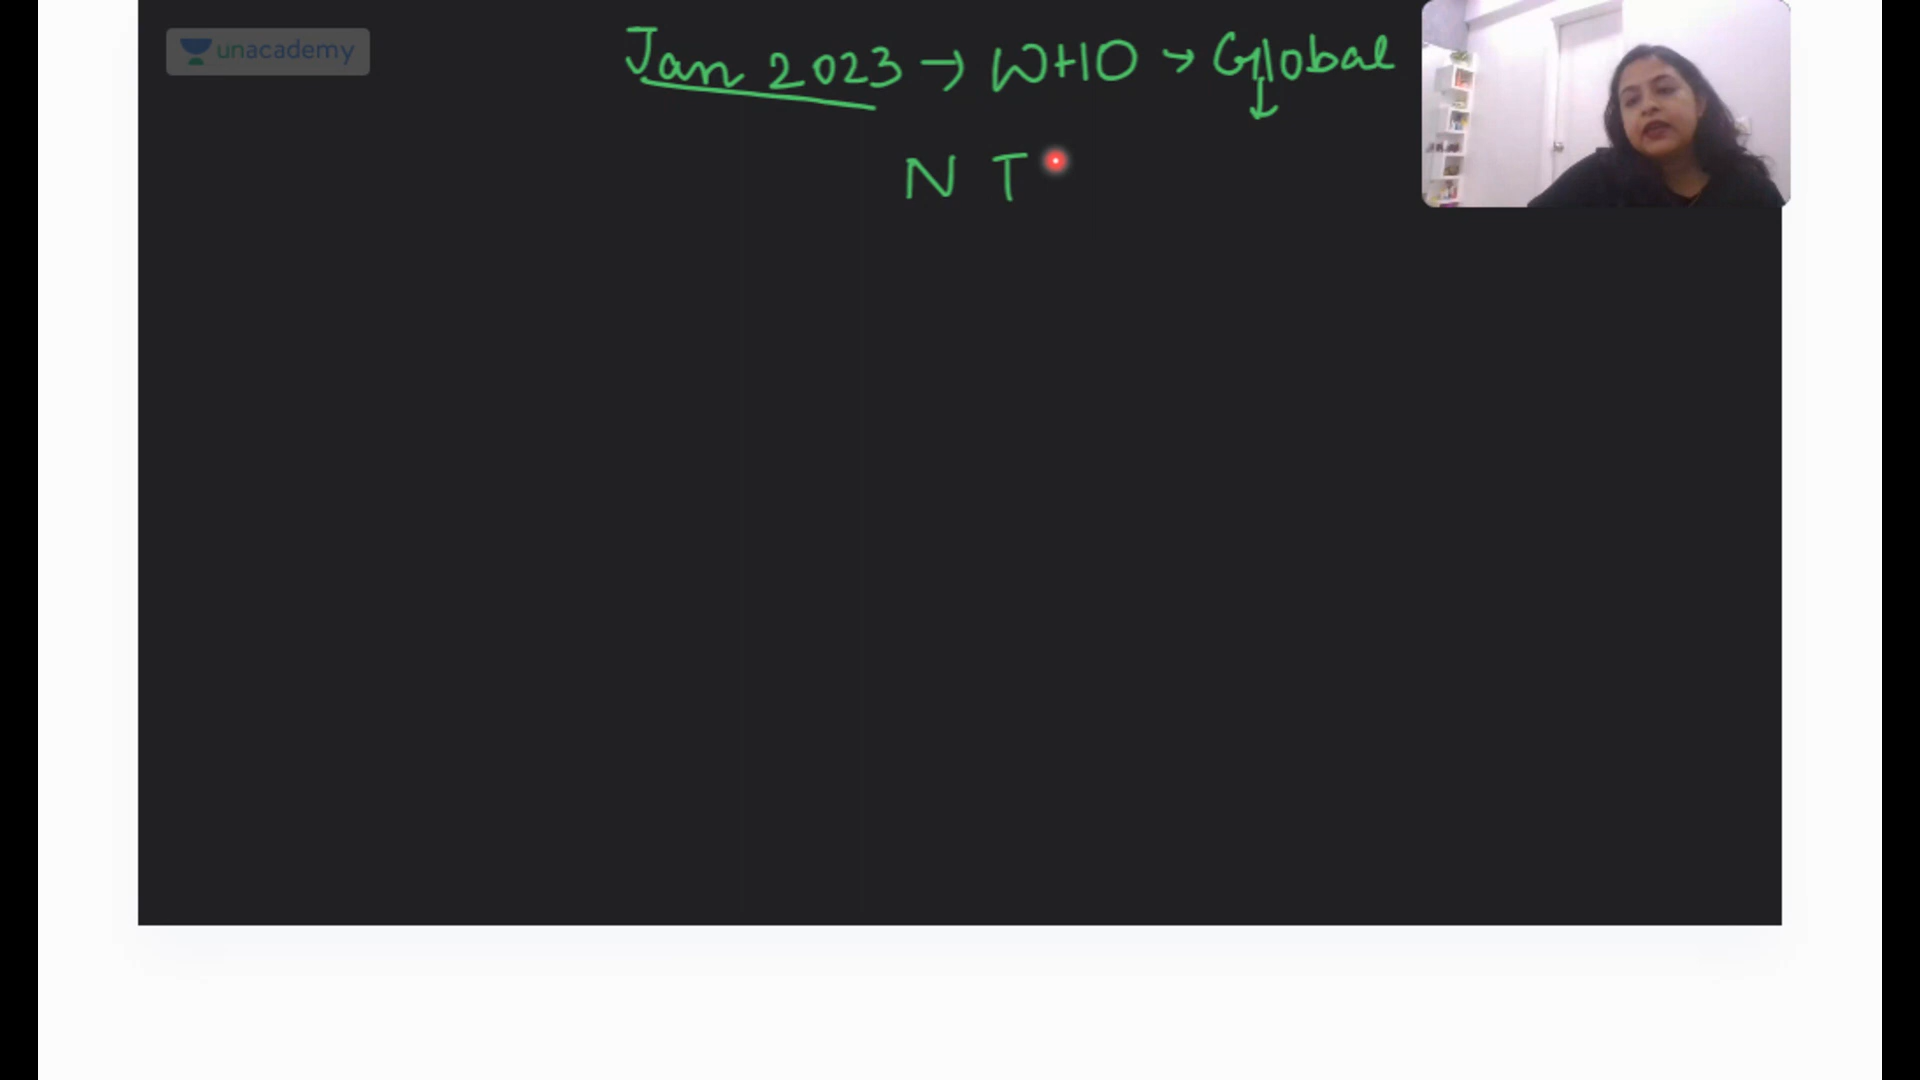 unacademy
Jan 2023 → WHO → Global
↓
N T